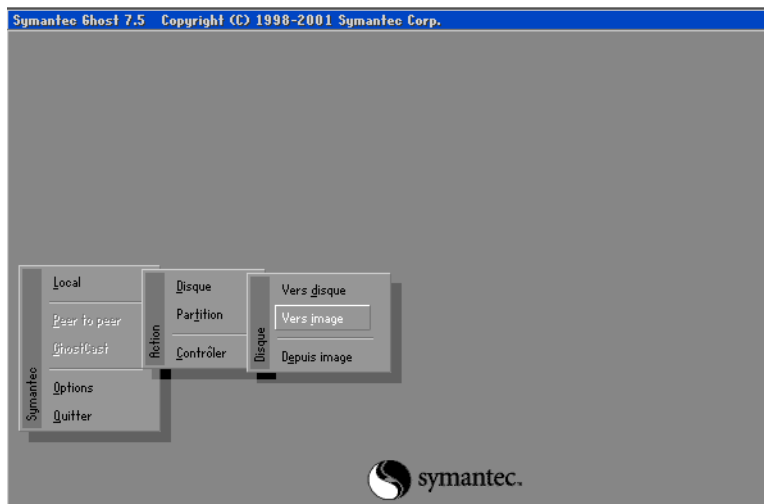 Symantec Ghost 7.5   Copyright (C) 1998-2001 Symantec Corp.
Symantec
Local
Peer to peer
GhostCast
Options
Quitter
Action
Disque
Partition
Contrôler
Disque
Vers disque
Vers image
Depuis image
symantec.